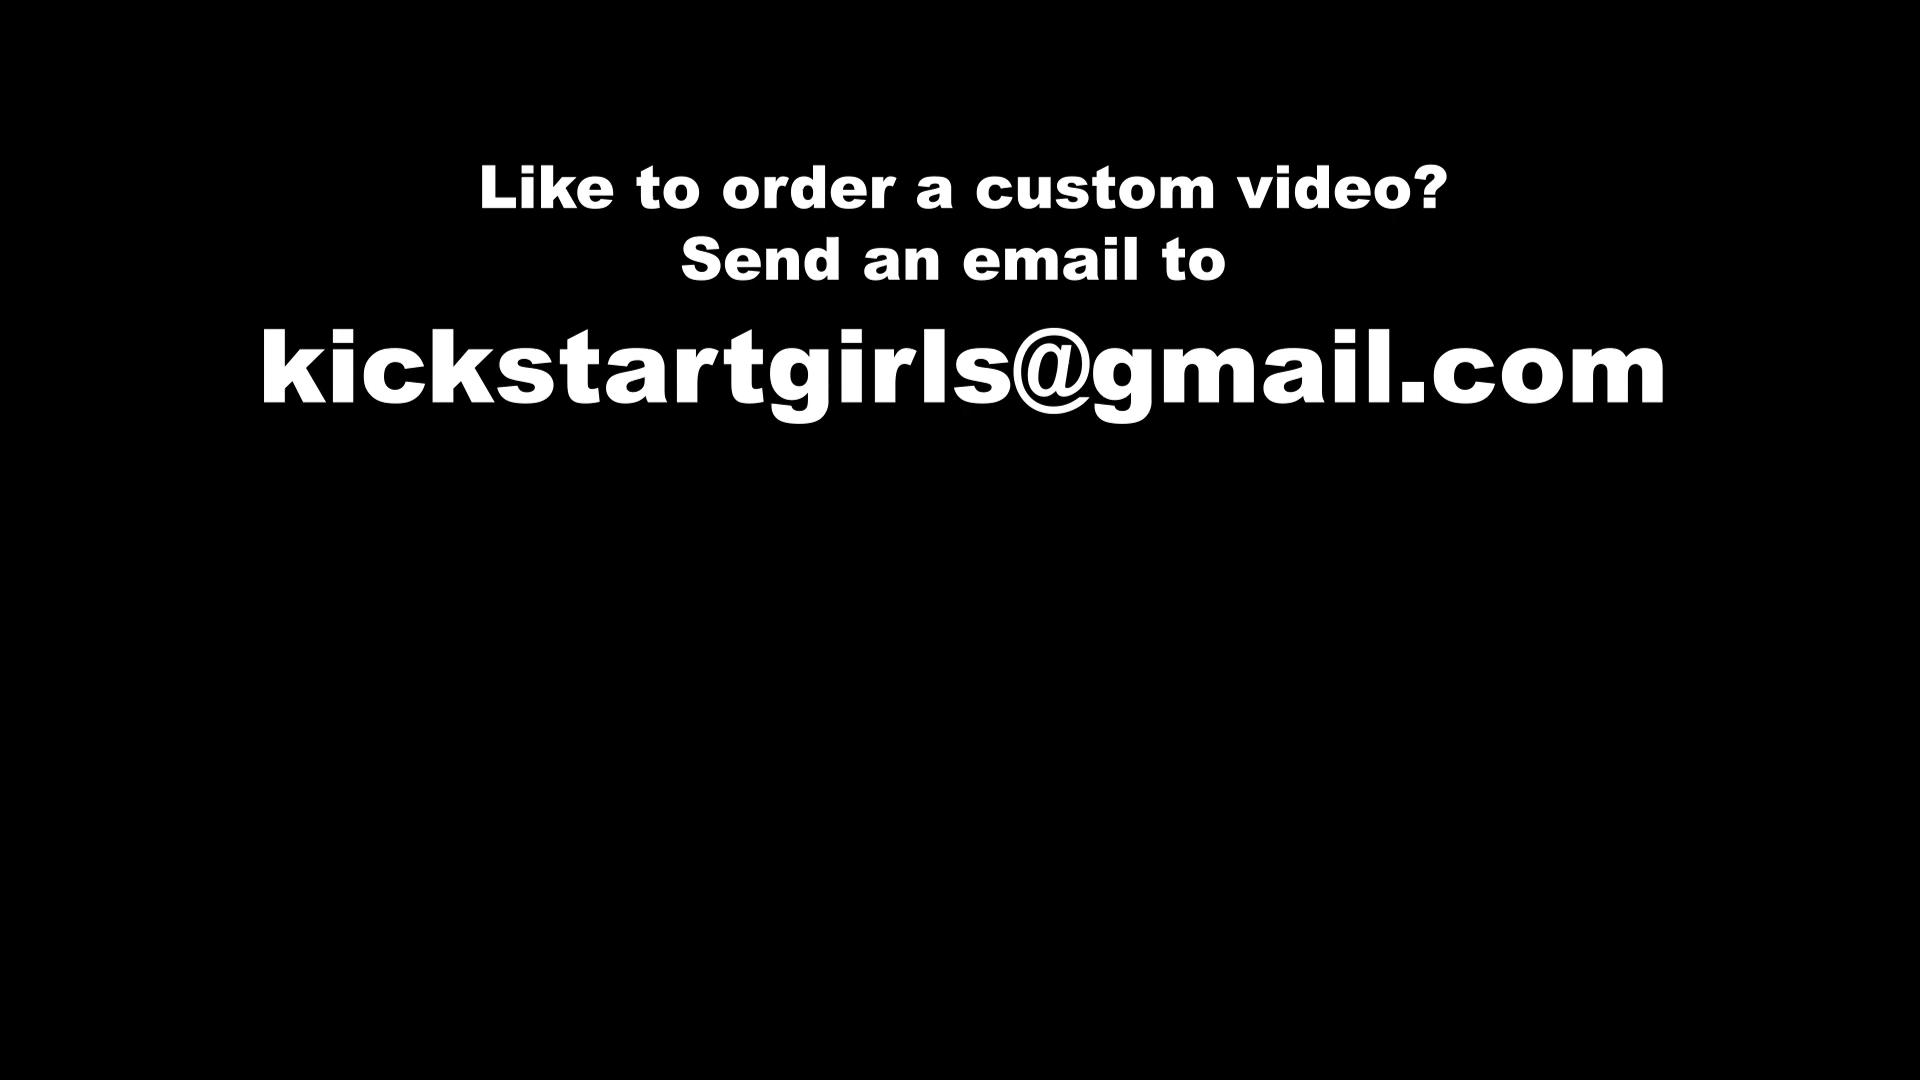 Like to order a custom video?
Send an email to
kickstartgirls@gmail.com